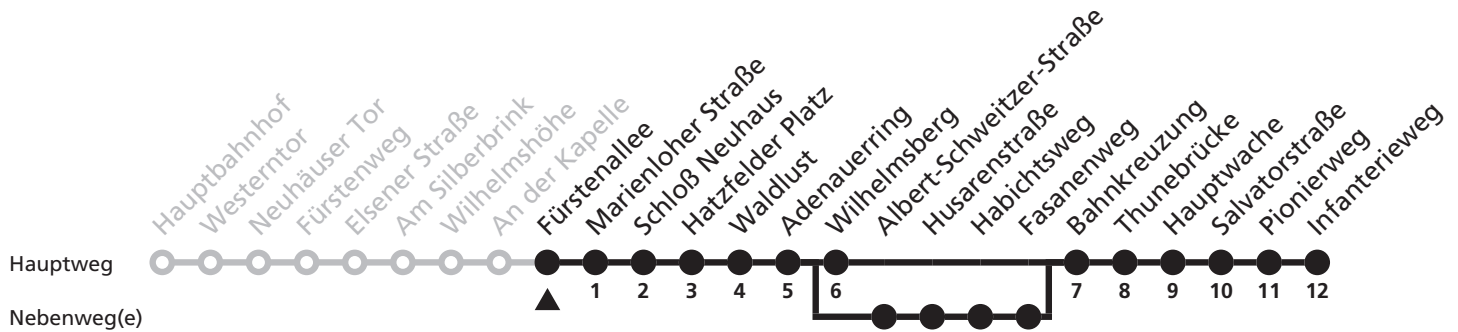 Hauptbahnhof
Westerntor
Neuhäuser Tor
Fürstenweg
Elsener Straße
Am Silberbrink
Wilhelmshöhe
An der Kapelle
Fürstenallee
Marienloher Straße
Schloß Neuhaus
Hatzfelder Platz
Waldlust
Adenauerring
Wilhelmsberg
Albert-Schweitzer-Straße
Husarenstraße
Habichtsweg
Fasanenweg
Bahnkreuzung
Thunebrücke
Hauptwache
Salvatorstraße
Pionierweg
Infanterieweg
Hauptweg
1 2 3 4 5 6 7 8 9 10 11 12
Nebenweg(e)